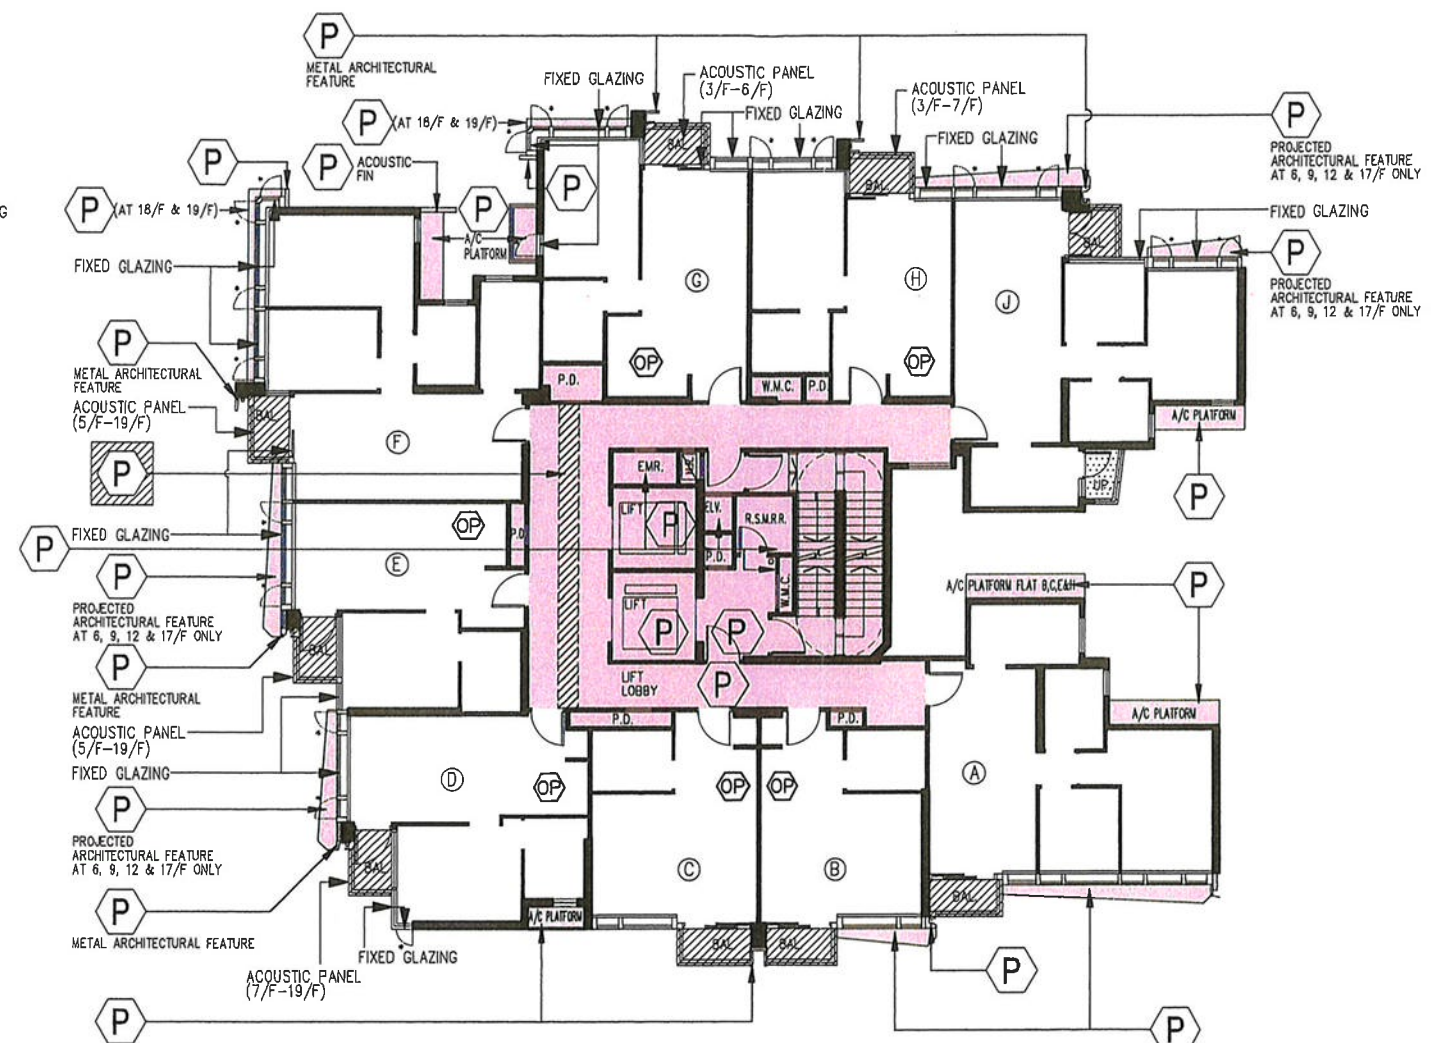 P
METAL ARCHITECTURAL
FEATURE
FIXED GLAZING
ACOUSTIC PANEL
(3/F-6/F)
FIXED GLAZING
ACOUSTIC PANEL
(3/F-7/F)
FIXED GLAZING
P
PROJECTED
ARCHITECTURAL FEATURE
AT 6, 9, 12 & 17/F ONLY
P
(AT 18/F & 19/F)
P
P
ACOUSTIC
FIN
P
P
BAL
BAL.
G
P
(AT 18/F & 19/F)
A/C
PLATFORM
FIXED GLAZING
BAL
P
PROJECTED
ARCHITECTURAL FEATURE
AT 6, 9, 12 & 17/F ONLY
FIXED GLAZING
G
H
J
P
METAL ARCHITECTURAL
FEATURE
OP
OP
P.D.
W.M.C.
P.D.
ACOUSTIC PANEL
(5/F-19/F)
BAL
A/C PLATFORM
F
P
EMR.
UP
P
LIFT
P
ELV.
R.S.M.R.R.
P.D.
OP
P.D
FIXED GLAZING
P
E
P
PROJECTED
ARCHITECTURAL FEATURE
AT 6, 9, 12 & 17/F ONLY
W.M.C.
A/C PLATFORM FLAT B,C,E&H
P
LIFT
P
P
BAL
P
METAL ARCHITECTURAL
FEATURE
LIFT
LOBBY
P
ACOUSTIC PANEL
(5/F-19/F)
P.D.
P.D.
A/C PLATFORM
FIXED GLAZING
D
OP
OP
OP
A
P
PROJECTED
ARCHITECTURAL FEATURE
AT 6, 9, 12 & 17/F ONLY
BAL
C
B
BAL
P
METAL ARCHITECTURAL FEATURE
A/C PLATFORM
FIXED GLAZING
BAL
BAL
P
ACOUSTIC PANEL
(7/F-19/F)
P
P